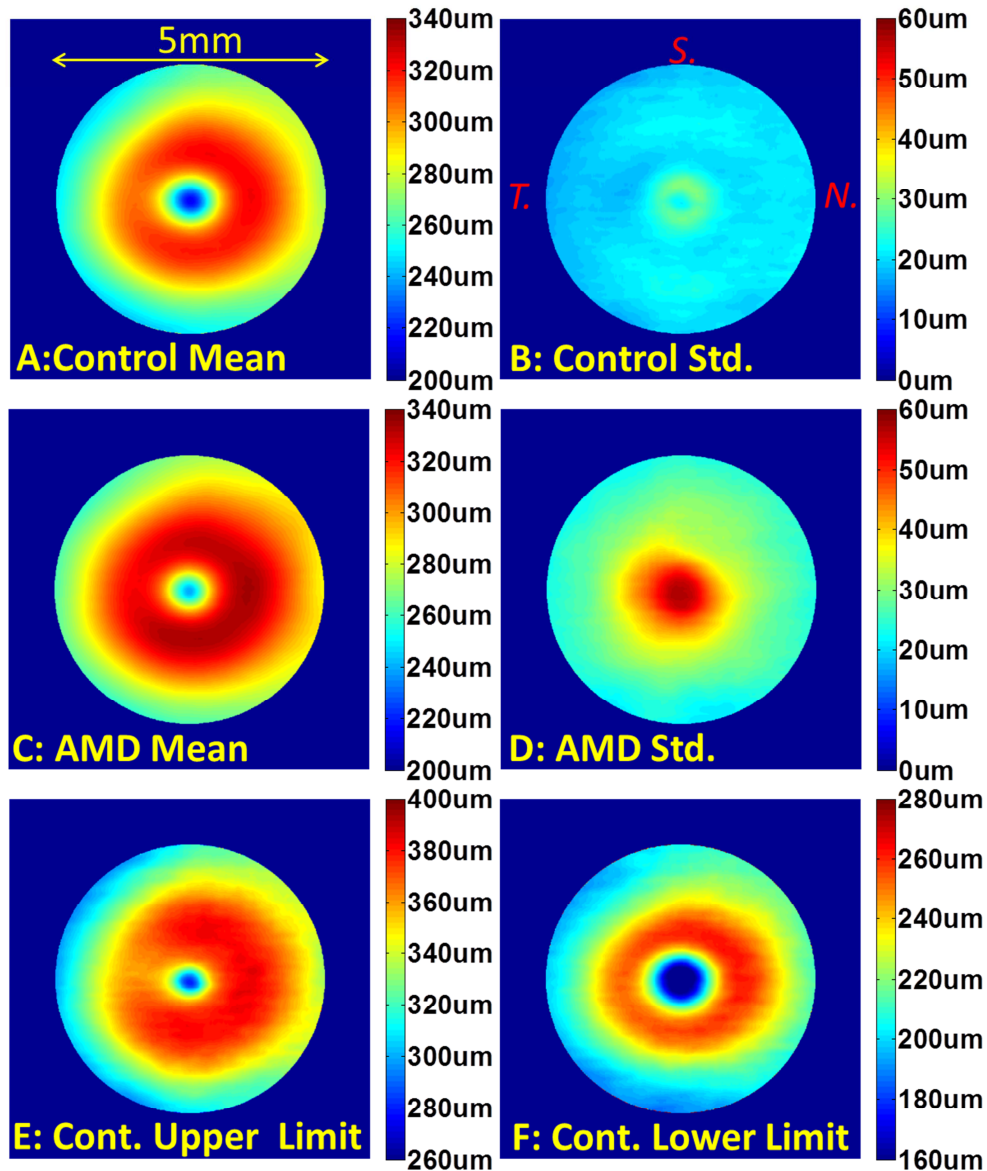 5mm
340um
320um
300um
280um
260um
240um
220um
200um
A:Control Mean
S.
T.
N.
60um
50um
40um
30um
20um
10um
0um
B: Control Std.
340um
320um
300um
280um
260um
240um
220um
200um
C: AMD Mean
60um
50um
40um
30um
20um
10um
0um
D: AMD Std.
400um
380um
360um
340um
320um
300um
280um
260um
E: Cont. Upper Limit
280um
260um
240um
220um
200um
180um
160um
F: Cont. Lower Limit